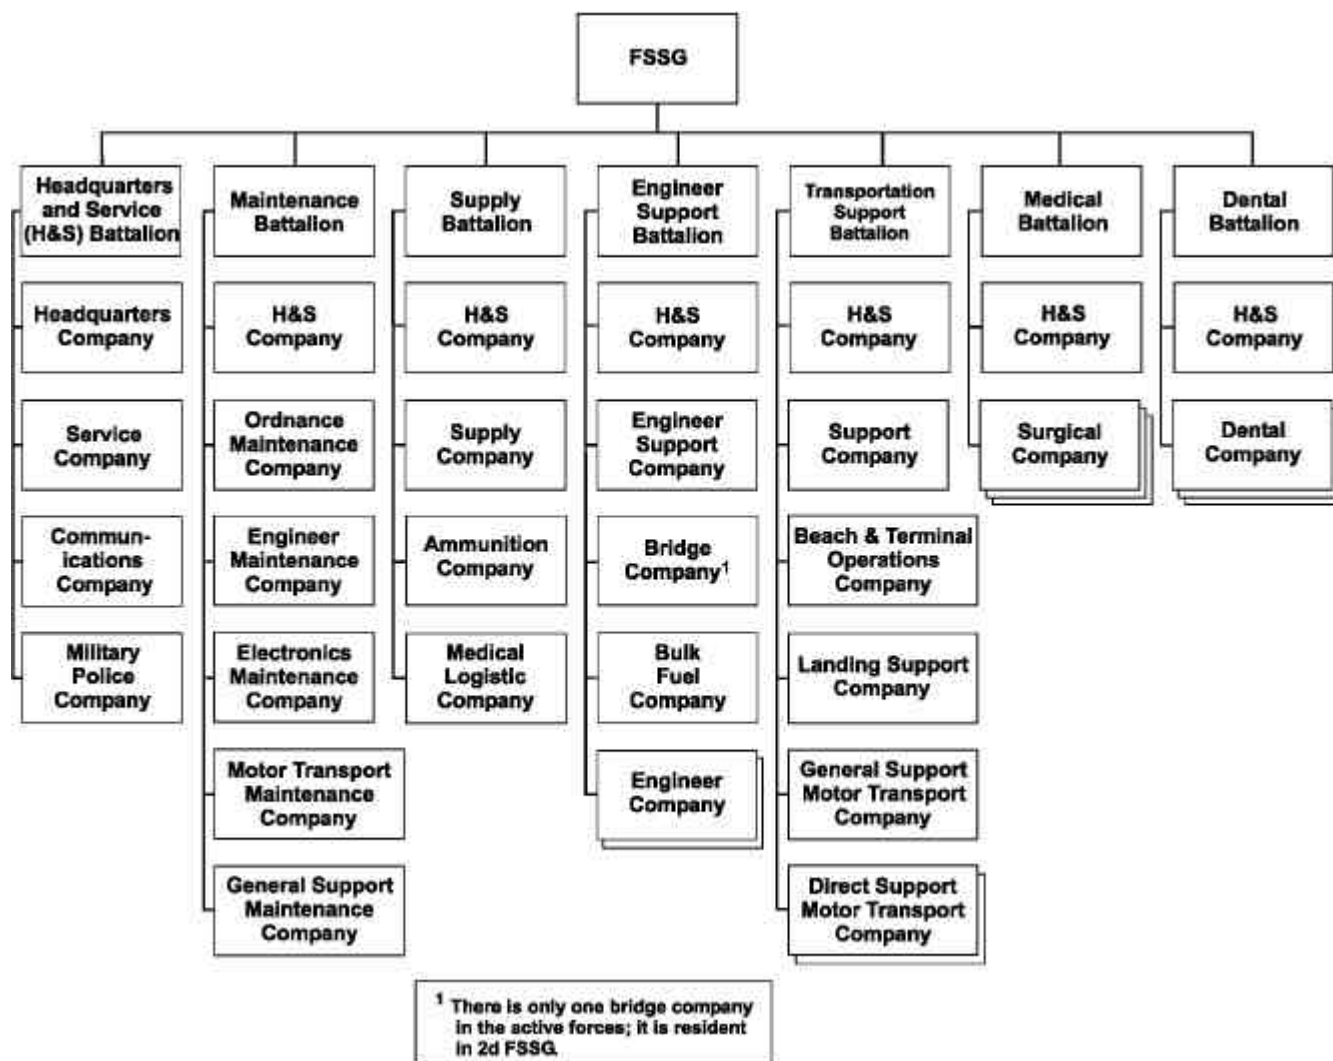 FSSG
Headquarters
and Service
(H&S) Battalion
Maintenance
Battalion
Supply
Battalion
Engineer
Support
Battalion
Transportation
Support
Battalion
Medical
Battalion
Dental
Battalion
Headquarters
Company
H&S
Company
H&S
Company
H&S
Company
H&S
Company
H&S
Company
H&S
Company
Service
Company
Ordnance
Maintenance
Company
Supply
Company
Engineer
Support
Company
Support
Company
Surgical
Company
Dental
Company
Commun-
ications
Company
Engineer
Maintenance
Company
Ammunition
Company
Bridge
Company¹
Beach & Terminal
Operations
Company
Military
Police
Company
Electronics
Maintenance
Company
Medical
Logistic
Company
Bulk
Fuel
Company
Landing Support
Company
Motor Transport
Maintenance
Company
Engineer
Company
General Support
Motor Transport
Company
General Support
Maintenance
Company
Direct Support
Motor Transport
Company
¹ There is only one bridge company
in the active forces; it is resident
in 2d FSSG.